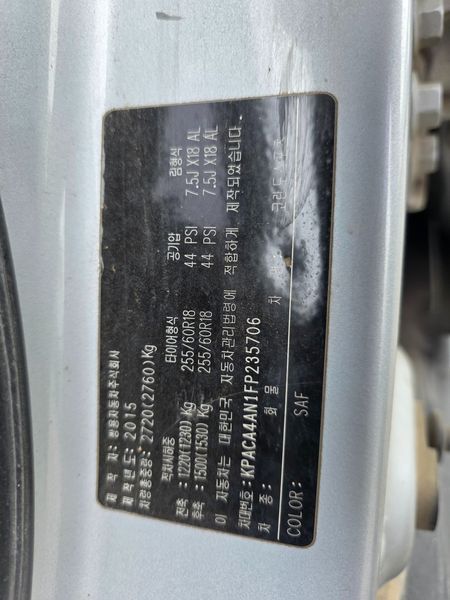 제 작 자: 쌍용자동차주식회사
제작년도: 2015
차량총중량: 2720(2760)Kg
적차시하중 타이어형식 공기압 림형식
전축: 1220(1230) Kg 255/60R18 44 PSI 7.5J X18 AL
후축: 1500(1530) Kg 255/60R18 44 PSI 7.5J X18 AL
이 자동차는 대한민국 자동차관리법령에 적합하게 제작되었습니다.
차대번호: KPACA4AN1FP235706
차 종: 화 물 차
COLOR: SAF